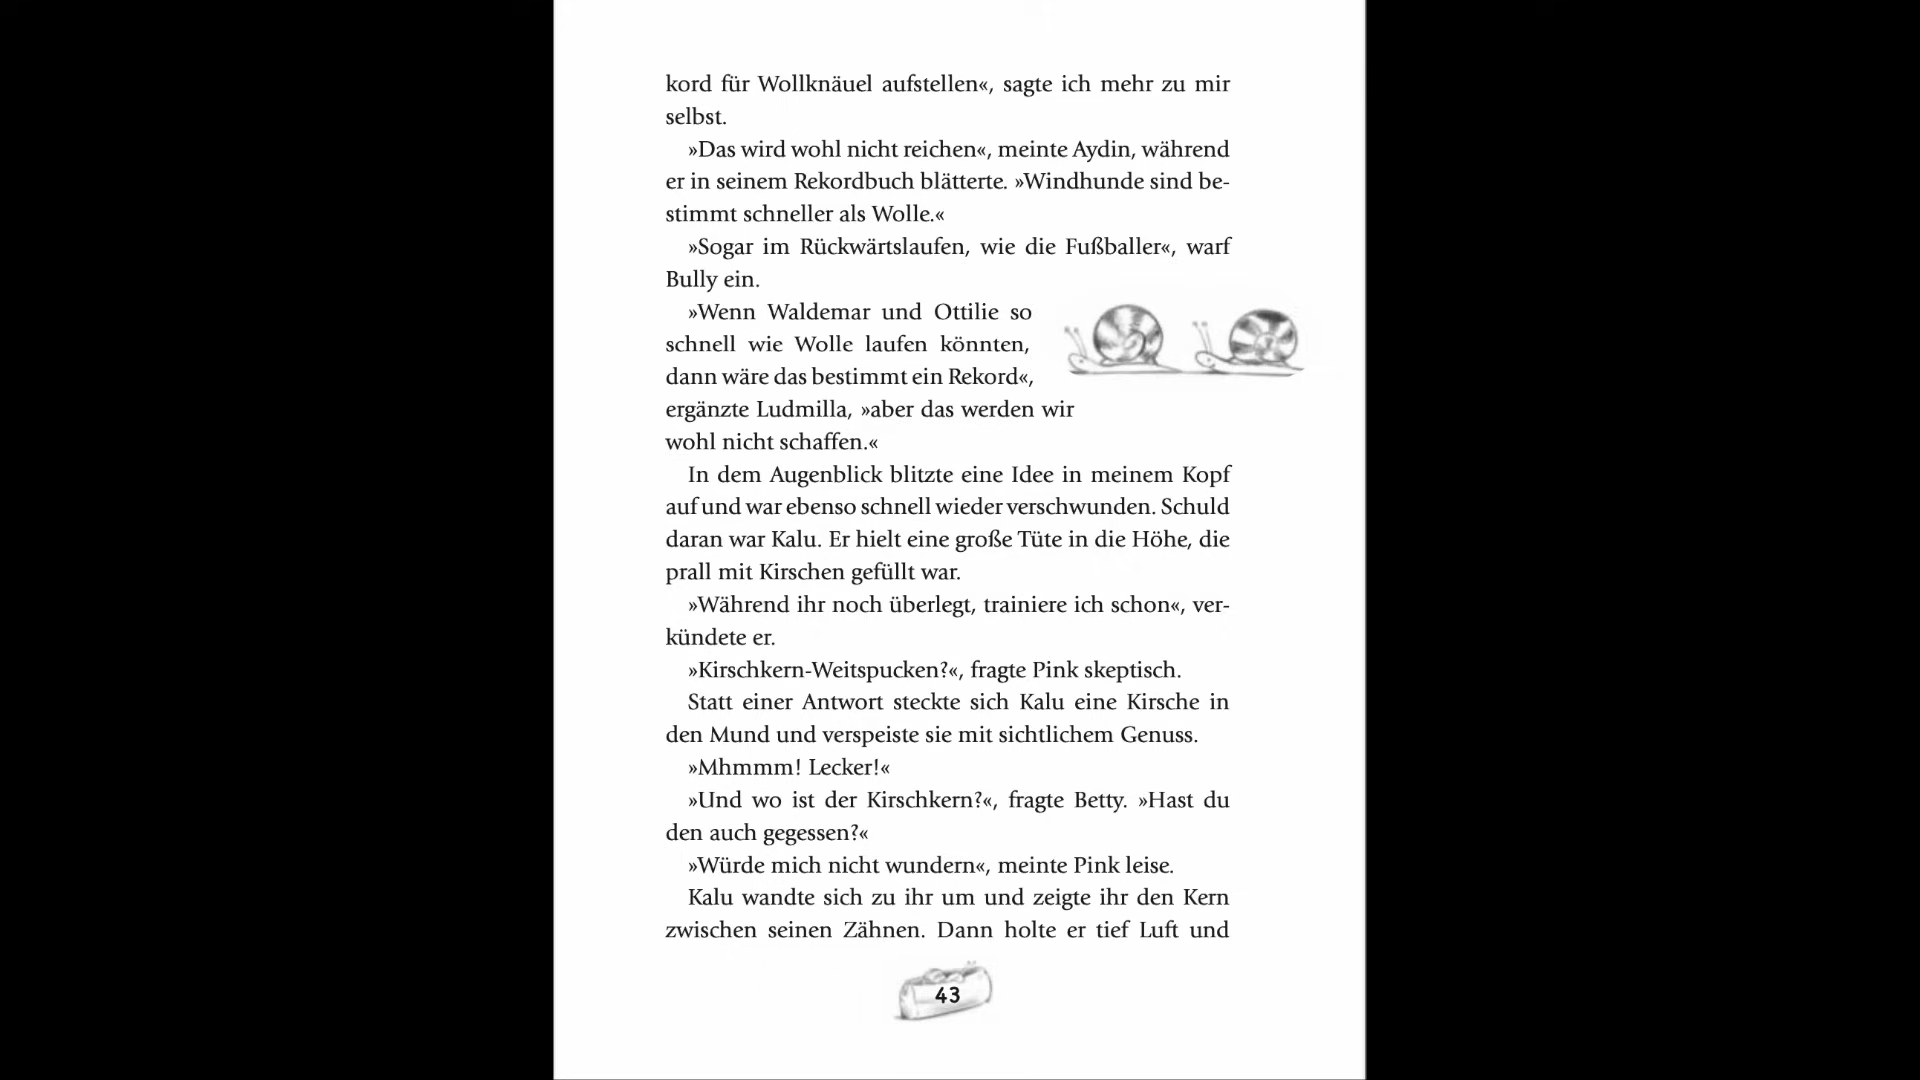 kord für Wollknäuel aufstellen«, sagte ich mehr zu mir
selbst.
»Das wird wohl nicht reichen«, meinte Aydin, während
er in seinem Rekordbuch blätterte. »Windhunde sind be-
stimmt schneller als Wolle.«
»Sogar im Rückwärtslaufen, wie die Fußballer«, warf
Bully ein.
»Wenn Waldemar und Ottilie so
schnell wie Wolle laufen könnten,
dann wäre das bestimmt ein Rekord«,
ergänzte Ludmilla, »aber das werden wir
wohl nicht schaffen.«
In dem Augenblick blitzte eine Idee in meinem Kopf
auf und war ebenso schnell wieder verschwunden. Schuld
daran war Kalu. Er hielt eine große Tüte in die Höhe, die
prall mit Kirschen gefüllt war.
»Während ihr noch überlegt, trainiere ich schon«, ver-
kündete er.
»Kirschkern-Weitspucken?«, fragte Pink skeptisch.
Statt einer Antwort steckte sich Kalu eine Kirsche in
den Mund und verspeiste sie mit sichtlichem Genuss.
»Mhmmm! Lecker!«
»Und wo ist der Kirschkern?«, fragte Betty. »Hast du
den auch gegessen?«
»Würde mich nicht wundern«, meinte Pink leise.
Kalu wandte sich zu ihr um und zeigte ihr den Kern
zwischen seinen Zähnen. Dann holte er tief Luft und
43